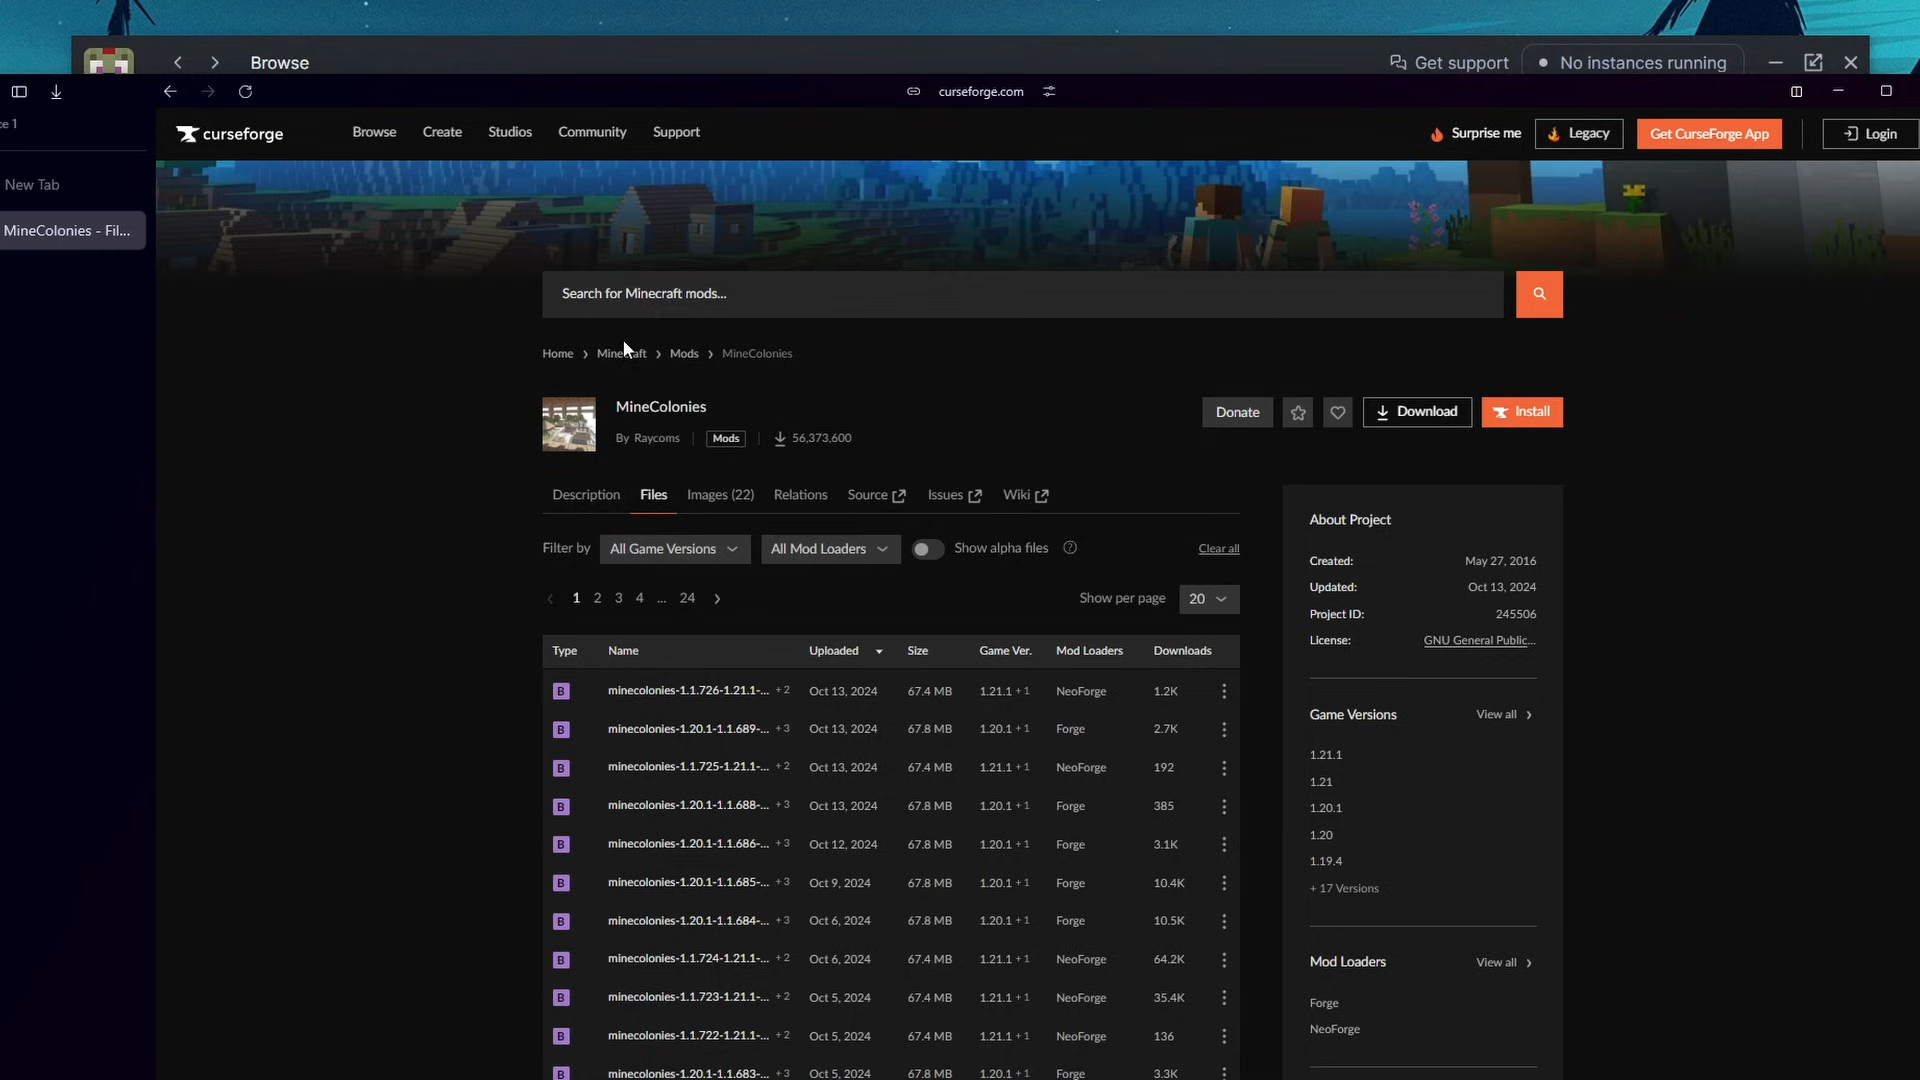 Browse
Get support
No instances running
curseforge.com
ce 1
curseforge
Browse
Create
Studios
Community
Support
Surprise me
Legacy
Get CurseForge App
Login
New Tab
MineColonies - Fil...
Search for Minecraft mods...
Home > Minecraft > Mods > MineColonies
MineColonies
By Raycoms
Mods
56,373,600
Donate
Download
Install
Description
Files
Images (22)
Relations
Source
Issues
Wiki
Filter by
All Game Versions
All Mod Loaders
Show alpha files
Clear all
1 2 3 4 ... 24
Show per page
20
Type Name Uploaded Size Game Ver. Mod Loaders Downloads
B minecolonies-1.1.726-1.21.1-... +2 Oct 13, 2024 67.4 MB 1.21.1 +1 NeoForge 1.2K
B minecolonies-1.20.1-1.1.689-... +3 Oct 13, 2024 67.8 MB 1.20.1 +1 Forge 2.7K
B minecolonies-1.1.725-1.21.1-... +2 Oct 13, 2024 67.4 MB 1.21.1 +1 NeoForge 192
B minecolonies-1.20.1-1.1.688-... +3 Oct 13, 2024 67.8 MB 1.20.1 +1 Forge 385
B minecolonies-1.20.1-1.1.686-... +3 Oct 12, 2024 67.8 MB 1.20.1 +1 Forge 3.1K
B minecolonies-1.20.1-1.1.685-... +3 Oct 9, 2024 67.8 MB 1.20.1 +1 Forge 10.4K
B minecolonies-1.20.1-1.1.684-... +3 Oct 6, 2024 67.8 MB 1.20.1 +1 Forge 10.5K
B minecolonies-1.1.724-1.21.1-... +2 Oct 6, 2024 67.4 MB 1.21.1 +1 NeoForge 64.2K
B minecolonies-1.1.723-1.21.1-... +2 Oct 5, 2024 67.4 MB 1.21.1 +1 NeoForge 35.4K
B minecolonies-1.1.722-1.21.1-... +2 Oct 5, 2024 67.4 MB 1.21.1 +1 NeoForge 136
B minecolonies-1.20.1-1.1.683-... +3 Oct 5, 2024 67.8 MB 1.20.1 +1 Forge 3.3K
About Project
Created: May 27, 2016
Updated: Oct 13, 2024
Project ID: 245506
License: GNU General Public...
Game Versions View all >
1.21.1
1.21
1.20.1
1.20
1.19.4
+ 17 Versions
Mod Loaders View all >
Forge
NeoForge